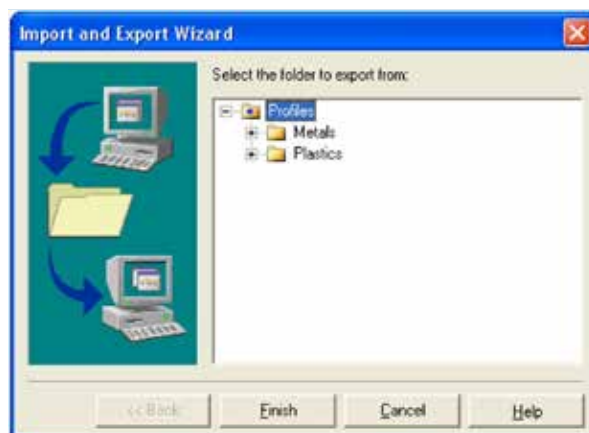 Import and Export Wizard
Select the folder to export from:
Profiles
Metals
Plastics
<< Back
Finish
Cancel
Help